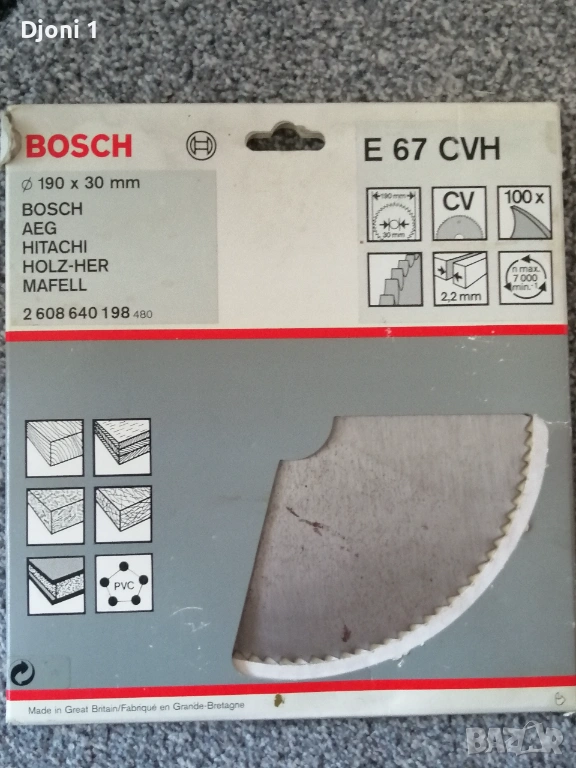 Djoni 1
BOSCH
E 67 CVH
Ø 190 x 30 mm
BOSCH
AEG
HITACHI
HOLZ-HER
MAFELL
2 608 640 198 480
190 mm
30 mm
CV
100 x
2,2 mm
n max.
7 000
min.⁻¹
PVC
Made in Great Britain/Fabriqué en Grande-Bretagne
BAZAR